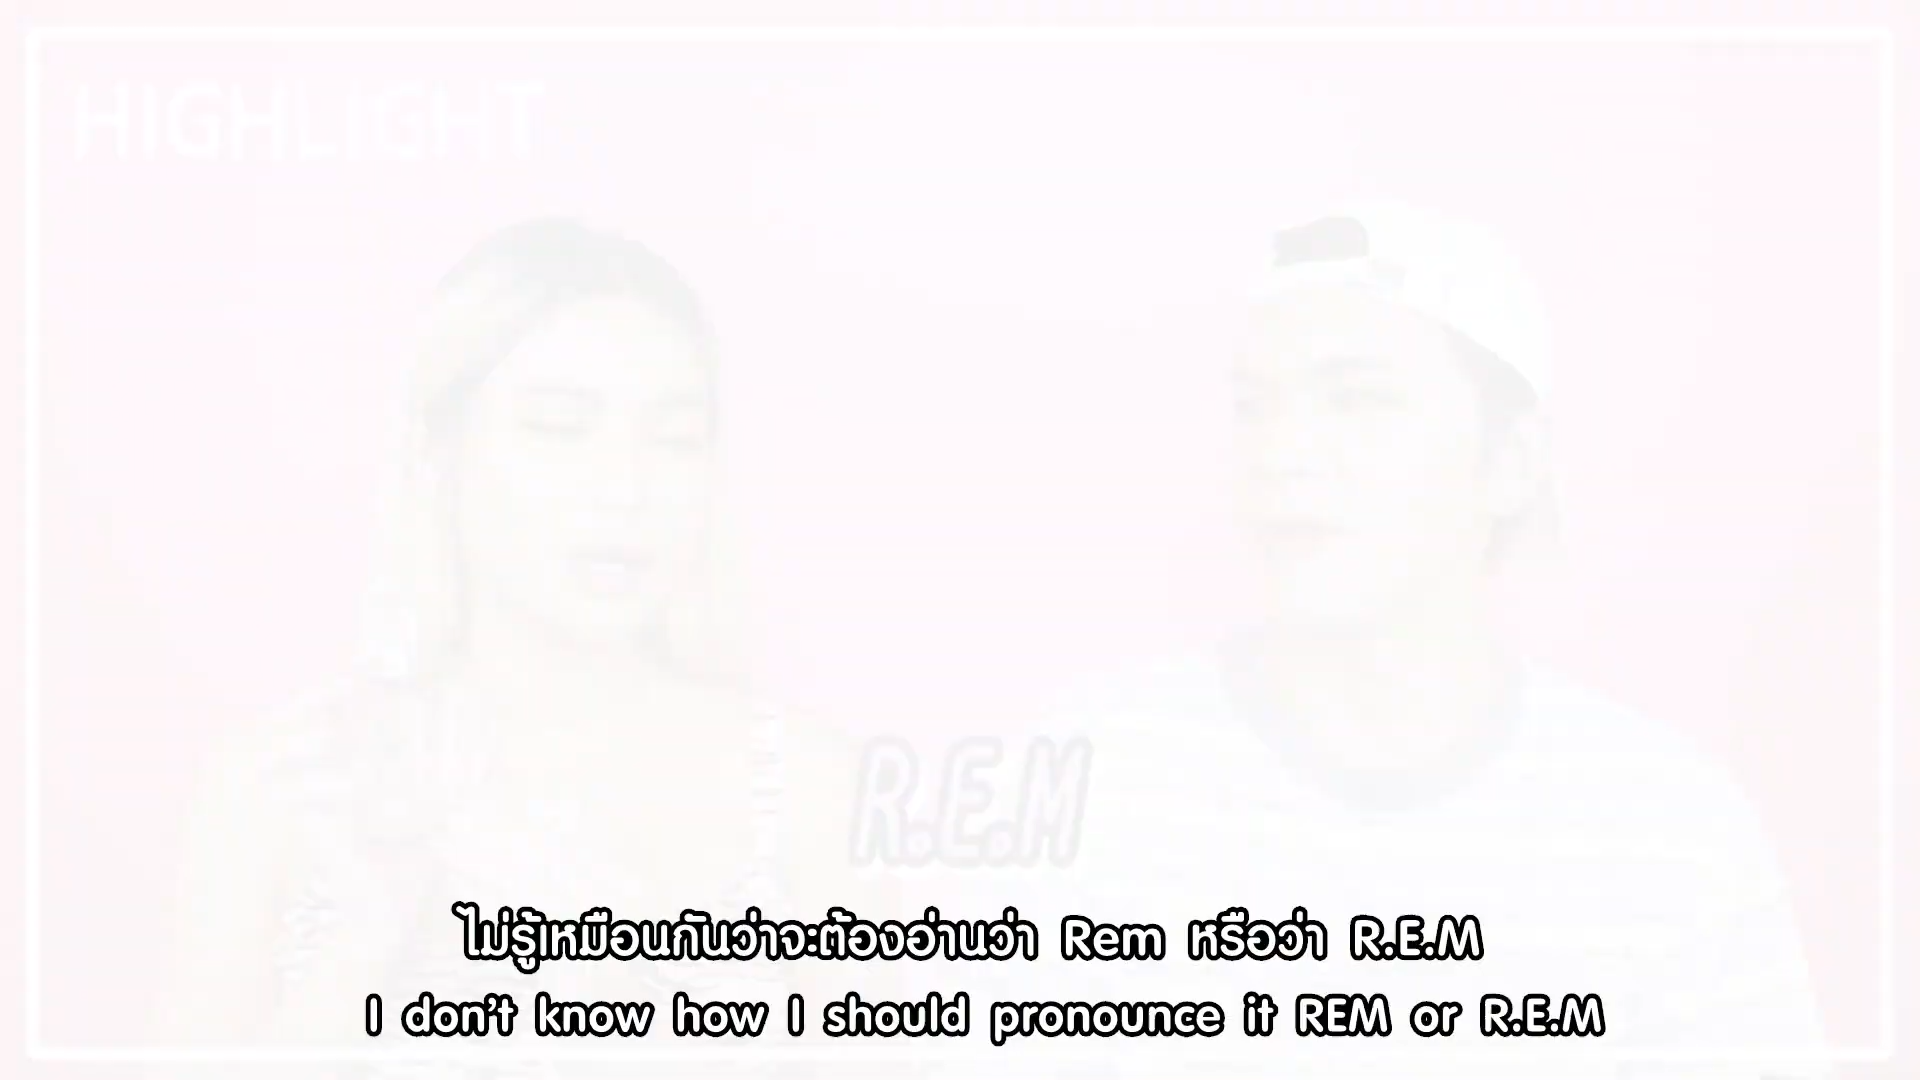 HIGHLIGHT
R.E.M
ไม่รู้เหมือนกันว่าจะต้องอ่านว่า Rem หรือว่า R.E.M
I don't know how I should pronounce it REM or R.E.M